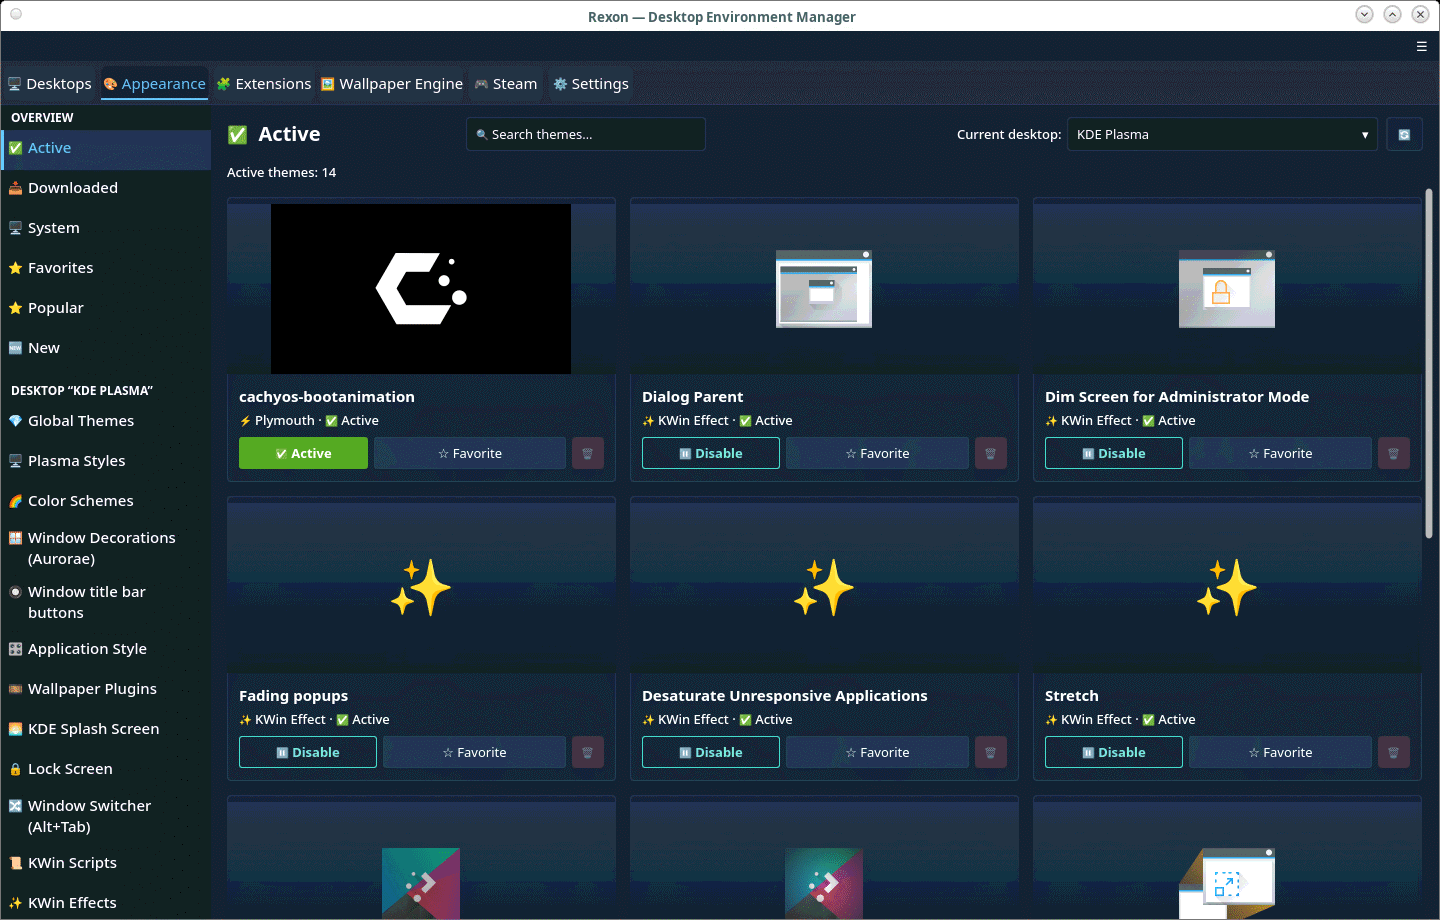 Rexon — Desktop Environment Manager
Desktops
Appearance
Extensions
Wallpaper Engine
Steam
Settings
OVERVIEW
Active
Downloaded
System
Favorites
Popular
New
DESKTOP “KDE PLASMA”
Global Themes
Plasma Styles
Color Schemes
Window Decorations
(Aurorae)
Window title bar
buttons
Application Style
Wallpaper Plugins
KDE Splash Screen
Lock Screen
Window Switcher
(Alt+Tab)
KWin Scripts
KWin Effects
Active
Search themes...
Current desktop:
KDE Plasma
Active themes: 14
cachyos-bootanimation
Plymouth · Active
Active
Favorite
Dialog Parent
KWin Effect · Active
Disable
Favorite
Dim Screen for Administrator Mode
KWin Effect · Active
Disable
Favorite
Fading popups
KWin Effect · Active
Disable
Favorite
Desaturate Unresponsive Applications
KWin Effect · Active
Disable
Favorite
Stretch
KWin Effect · Active
Disable
Favorite